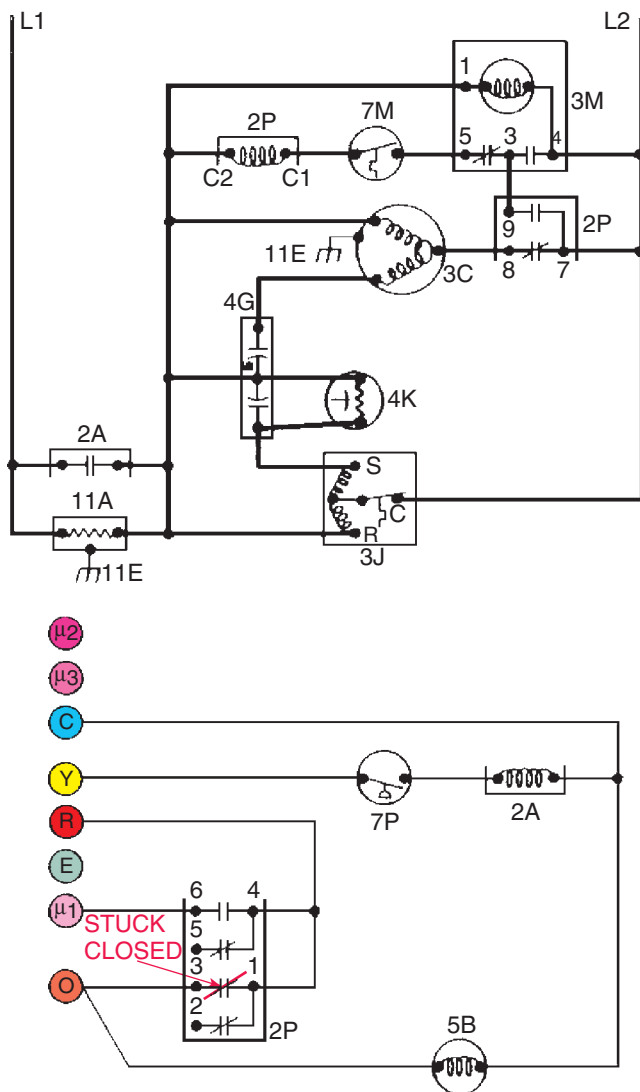 L1 L2
1
3M
7M
2P
5 3 4
C2 C1
9
2P
11E
8 7
3C
4G
4K
2A
S
C
11A
R
11E
3J
μ2
μ3
C
Y
7P
2A
R
E
6 4
μ1
STUCK
CLOSED
5
3 1
O
2
2P
5B